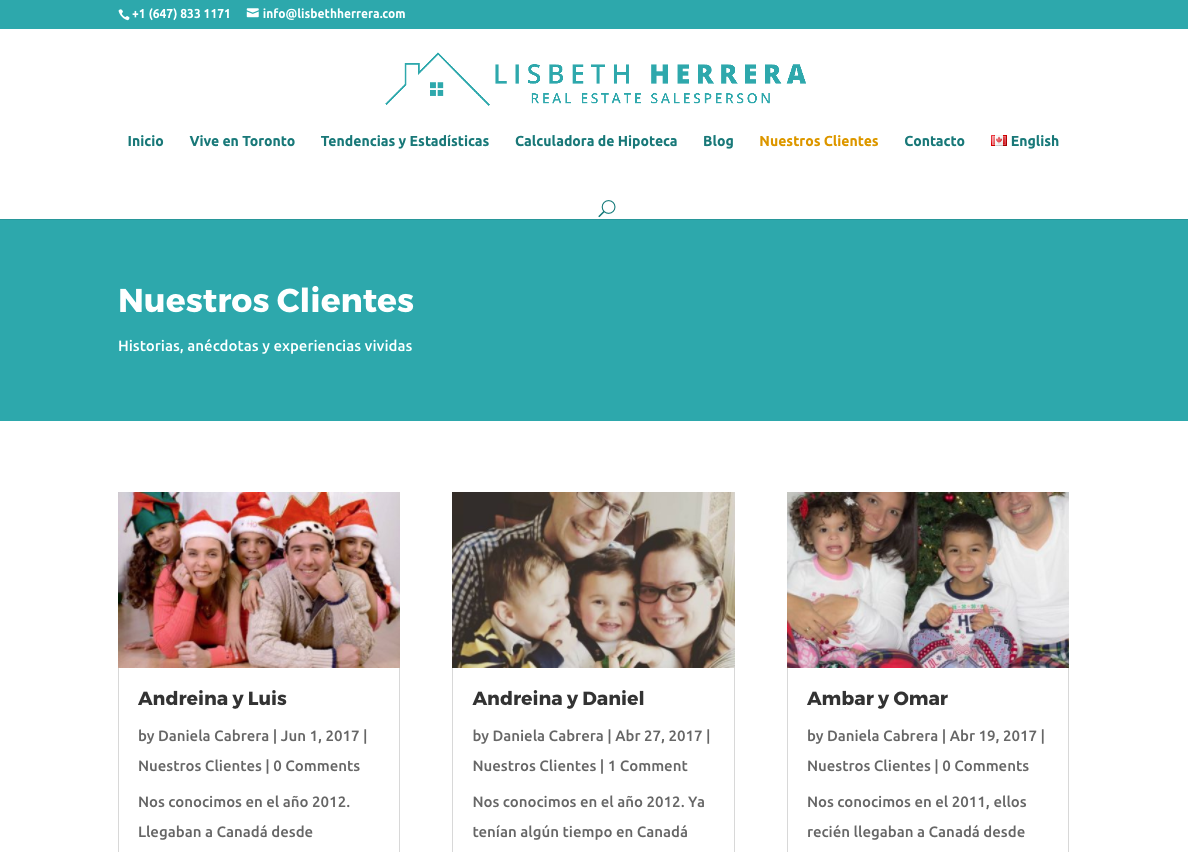 +1 (647) 833 1171 info@lisbethherrera.com
LISBETH HERRERA
REAL ESTATE SALESPERSON
Inicio Vive en Toronto Tendencias y Estadísticas Calculadora de Hipoteca Blog Nuestros Clientes Contacto English
Nuestros Clientes
Historias, anécdotas y experiencias vividas
Andreina y Luis
by Daniela Cabrera | Jun 1, 2017 |
Nuestros Clientes | 0 Comments
Nos conocimos en el año 2012.
Llegaban a Canadá desde
Andreina y Daniel
by Daniela Cabrera | Abr 27, 2017 |
Nuestros Clientes | 1 Comment
Nos conocimos en el año 2012. Ya
tenían algún tiempo en Canadá
Ambar y Omar
by Daniela Cabrera | Abr 19, 2017 |
Nuestros Clientes | 0 Comments
Nos conocimos en el 2011, ellos
recién llegaban a Canadá desde